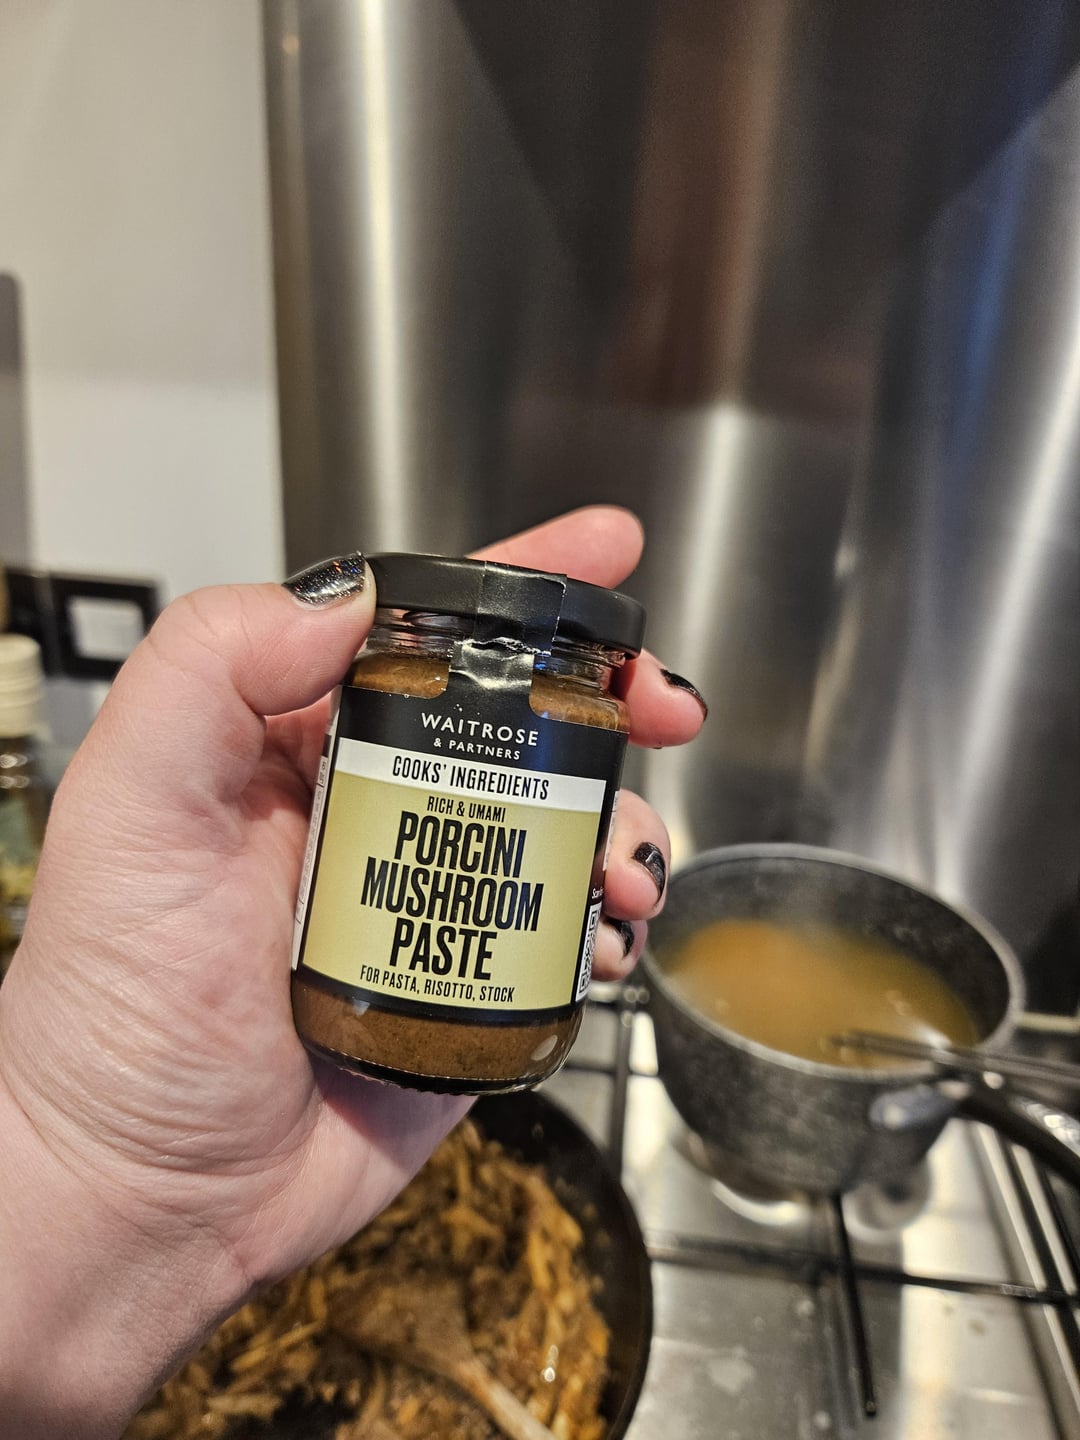 WAITROSE
& PARTNERS
COOKS' INGREDIENTS
RICH & UMAMI
PORCINI
MUSHROOM
PASTE
FOR PASTA, RISOTTO, STOCK